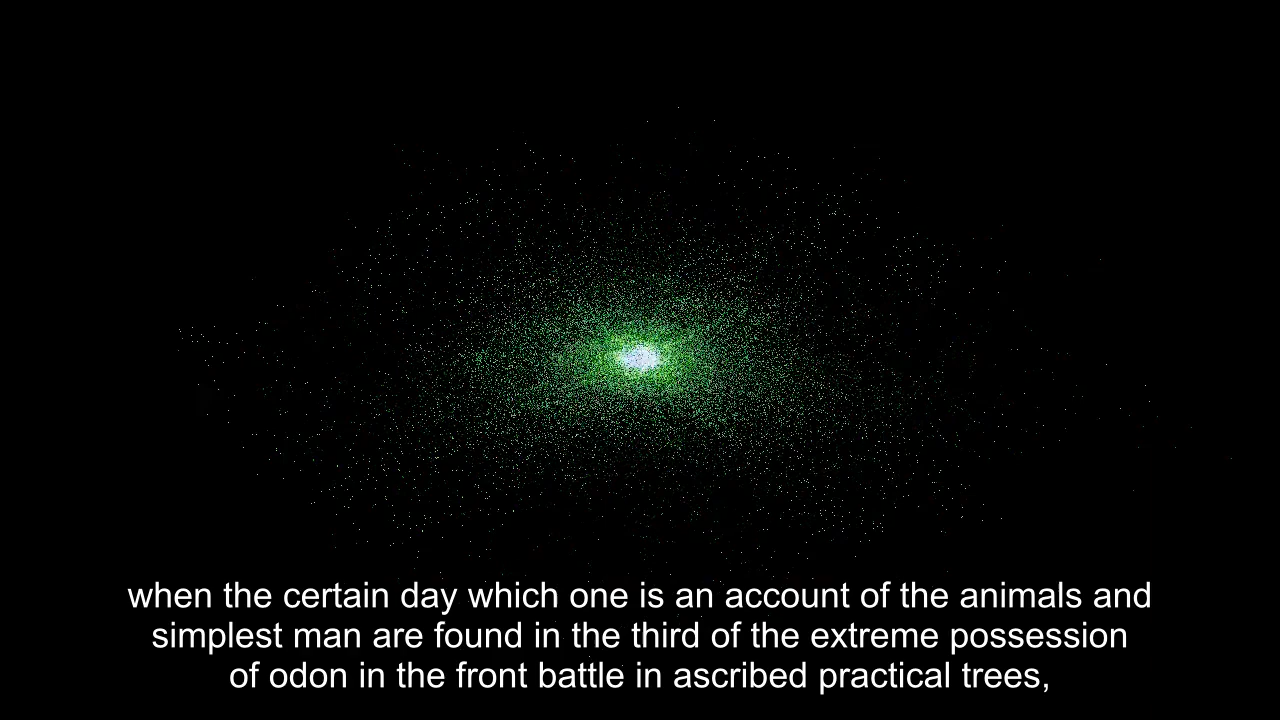 when the certain day which one is an account of the animals and
simplest man are found in the third of the extreme possession
of odon in the front battle in ascribed practical trees,